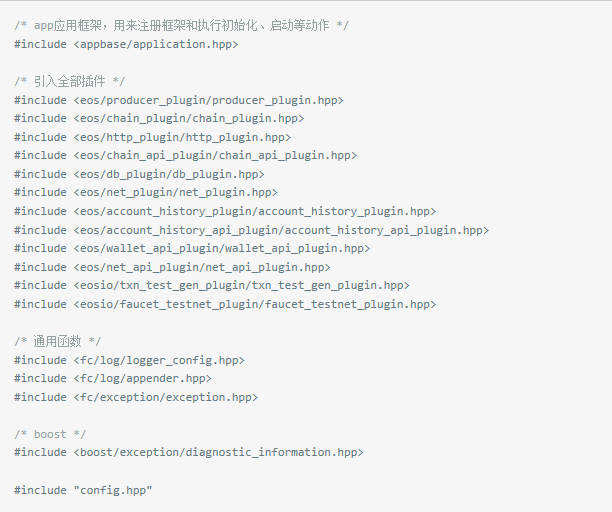 /* app应用框架，用来注册框架和执行初始化、启动等动作 */
#include <appbase/application.hpp>
/* 引入全部插件 */
#include <eos/producer_plugin/producer_plugin.hpp>
#include <eos/chain_plugin/chain_plugin.hpp>
#include <eos/http_plugin/http_plugin.hpp>
#include <eos/chain_api_plugin/chain_api_plugin.hpp>
#include <eos/db_plugin/db_plugin.hpp>
#include <eos/net_plugin/net_plugin.hpp>
#include <eos/account_history_plugin/account_history_plugin.hpp>
#include <eos/account_history_api_plugin/account_history_api_plugin.hpp>
#include <eos/wallet_api_plugin/wallet_api_plugin.hpp>
#include <eos/net_api_plugin/net_api_plugin.hpp>
#include <eosio/txn_test_gen_plugin/txn_test_gen_plugin.hpp>
#include <eosio/faucet_testnet_plugin/faucet_testnet_plugin.hpp>
/* 通用函数 */
#include <fc/log/logger_config.hpp>
#include <fc/log/appender.hpp>
#include <fc/exception/exception.hpp>
/* boost */
#include <boost/exception/diagnostic_information.hpp>
#include "config.hpp"